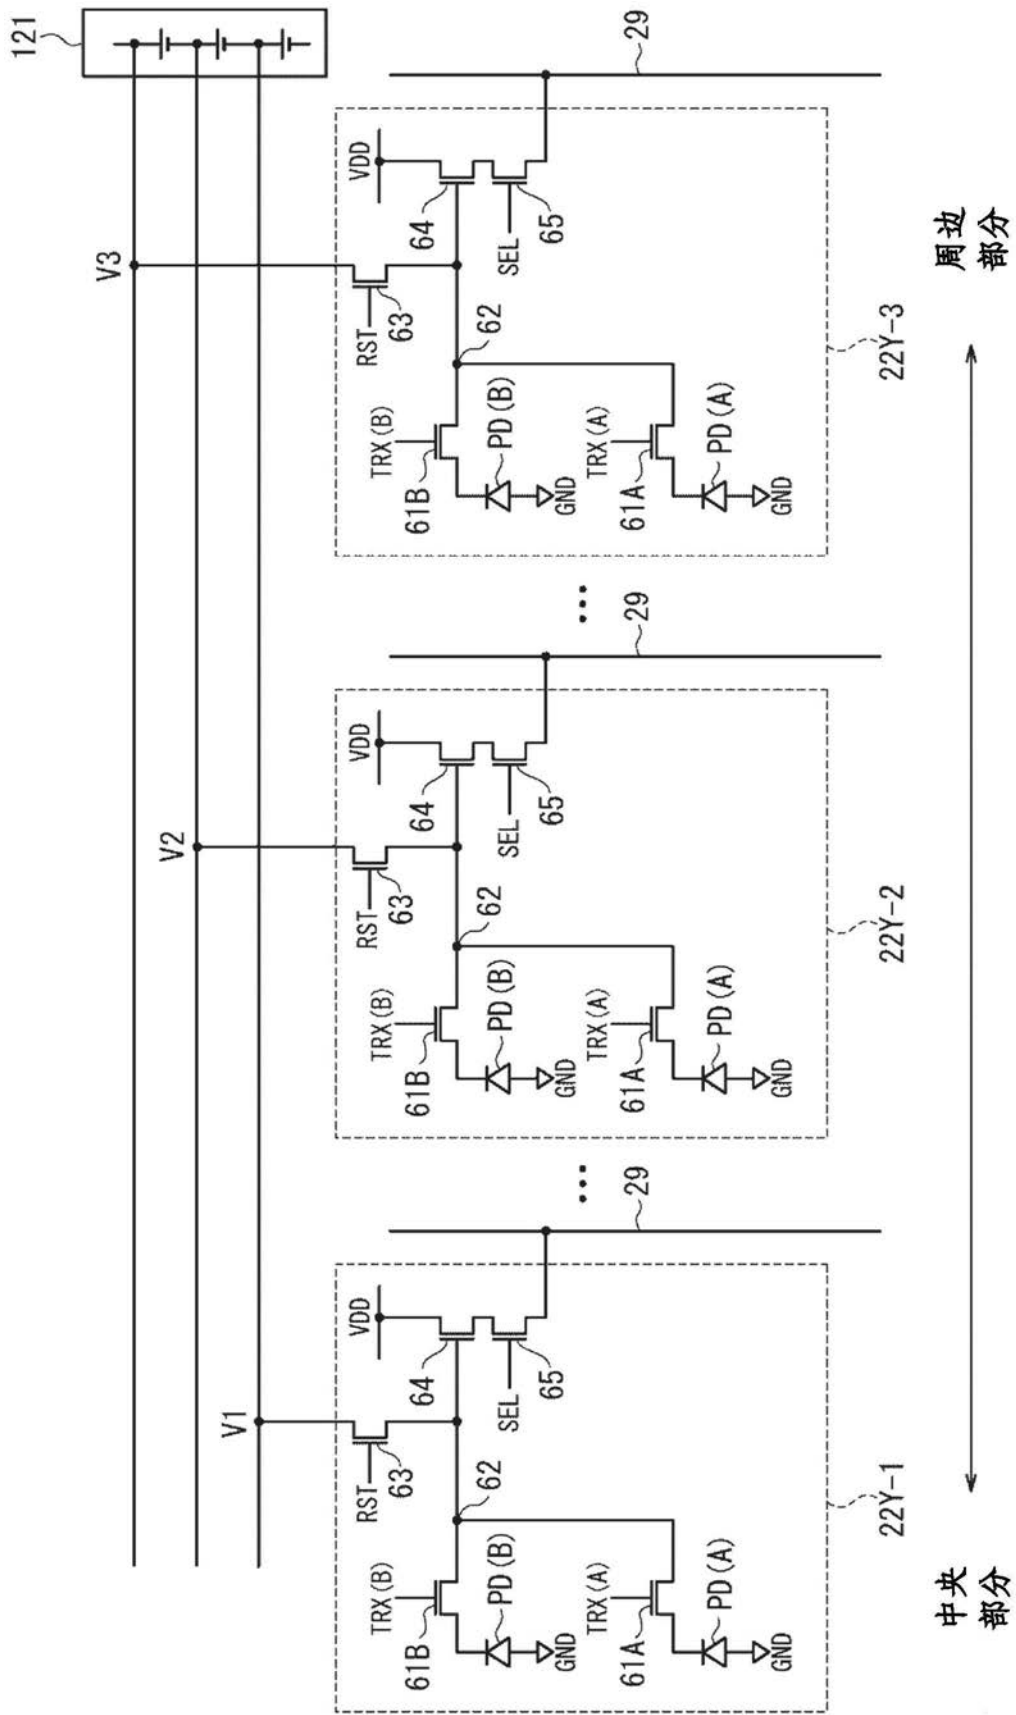 121
V3
V2
V1
VDD
64
65
SEL
RST
63
62
TRX(B)
61B
PD(B)
GND
TRX(A)
61A
PD(A)
GND
29
22Y-1
...
VDD
64
65
SEL
RST
63
62
TRX(B)
61B
PD(B)
GND
TRX(A)
61A
PD(A)
GND
29
22Y-2
...
VDD
64
65
SEL
RST
63
62
TRX(B)
61B
PD(B)
GND
TRX(A)
61A
PD(A)
GND
29
22Y-3
中央
部分
周边
部分